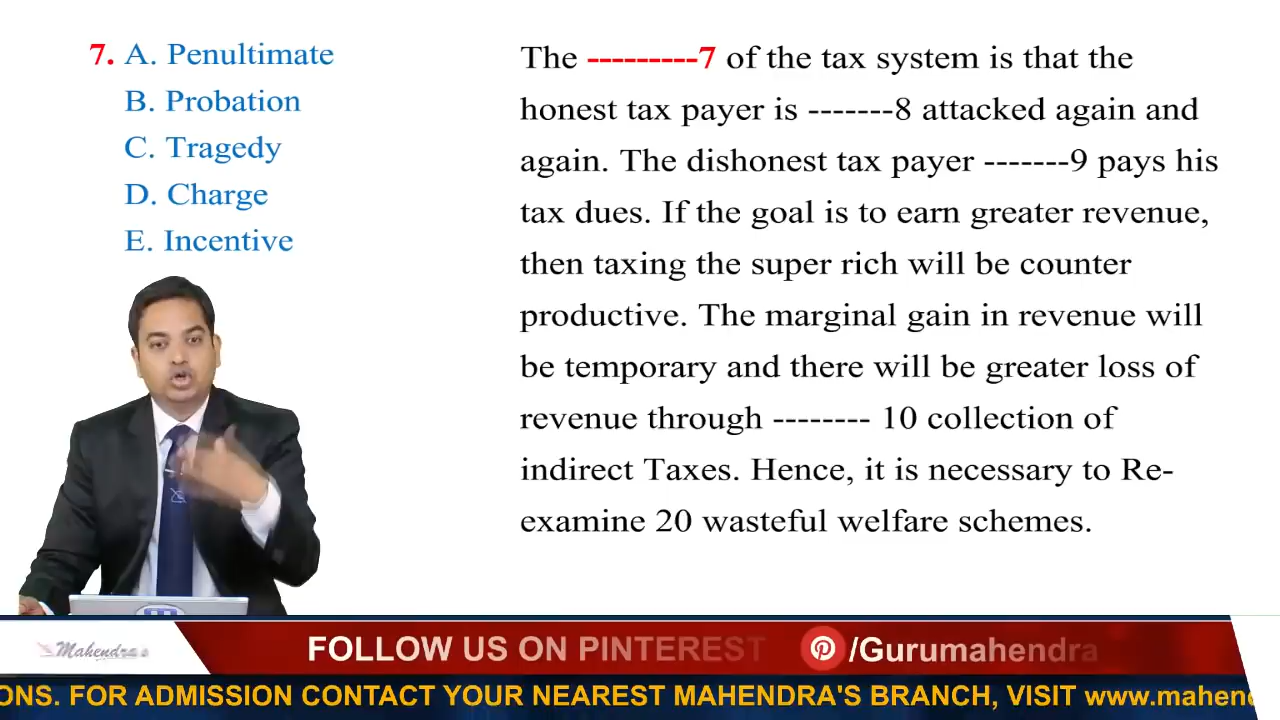 7. A. Penultimate
B. Probation
C. Tragedy
D. Charge
E. Incentive
The ---------7 of the tax system is that the
honest tax payer is -------8 attacked again and
again. The dishonest tax payer -------9 pays his
tax dues. If the goal is to earn greater revenue,
then taxing the super rich will be counter
productive. The marginal gain in revenue will
be temporary and there will be greater loss of
revenue through -------- 10 collection of
indirect Taxes. Hence, it is necessary to Re-
examine 20 wasteful welfare schemes.
Mahendra's
FOLLOW US ON PINTEREST /Gurumahendra
ONS. FOR ADMISSION CONTACT YOUR NEAREST MAHENDRA'S BRANCH, VISIT www.mahend